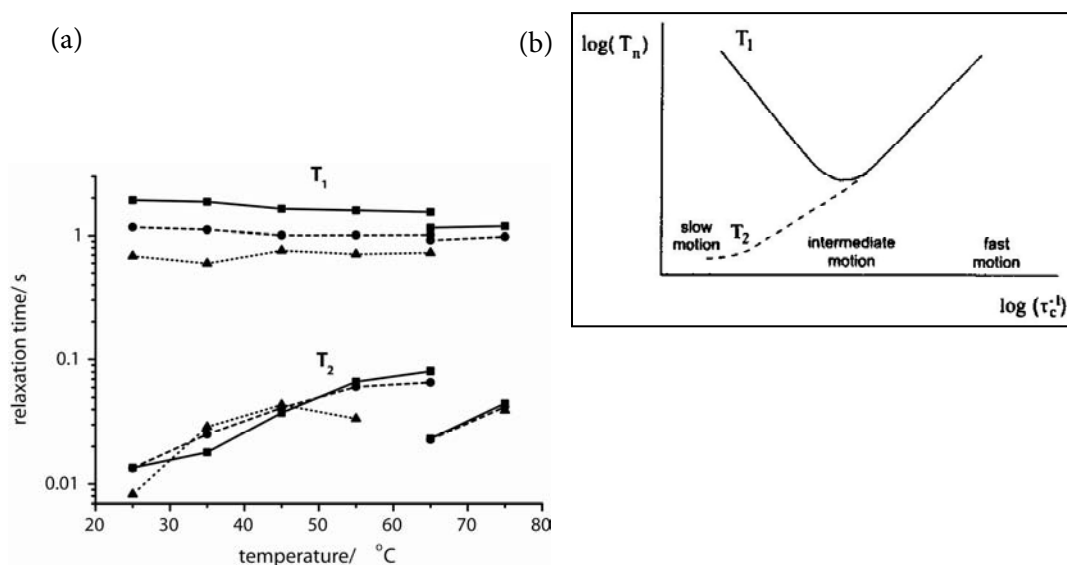 (a)
T₁
1
0.1
T₂
0.01
relaxation time/ s
20 30 40 50 60 70 80
temperature/ °C
(b)
log(Tₙ)
T₁
slow
motion
T₂
intermediate
motion
fast
motion
log (τc⁻¹)